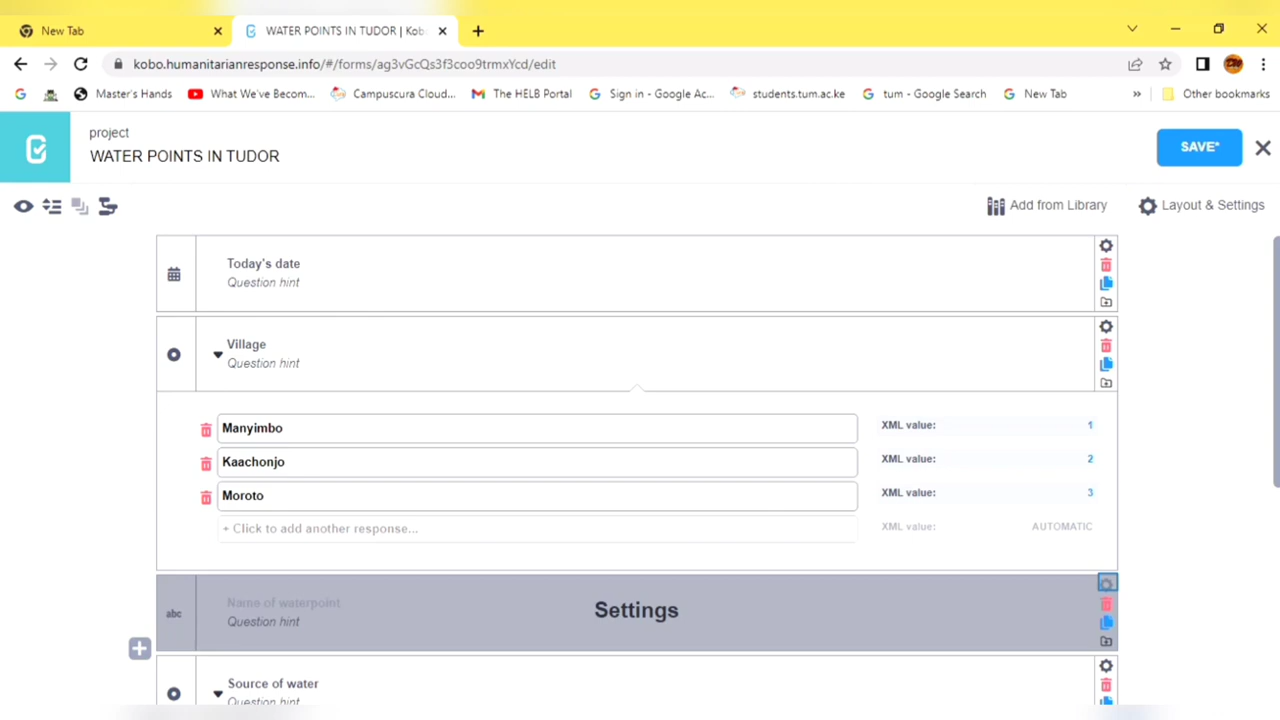 New Tab
WATER POINTS IN TUDOR | Kob
kobo.humanitarianresponse.info/#/forms/ag3vGcQs3f3coo9trmxYcd/edit
Master's Hands What We've Becom... Campuscura Cloud... The HELB Portal Sign in - Google Ac... students.tum.ac.ke tum - Google Search New Tab » Other bookmarks
project
WATER POINTS IN TUDOR
SAVE*
Add from Library Layout & Settings
Today's date
Question hint
Village
Question hint
Manyimbo XML value: 1
Kaachonjo XML value: 2
Moroto XML value: 3
+ Click to add another response... XML value: AUTOMATIC
abc
Name of waterpoint
Settings
Question hint
Source of water
Question hint